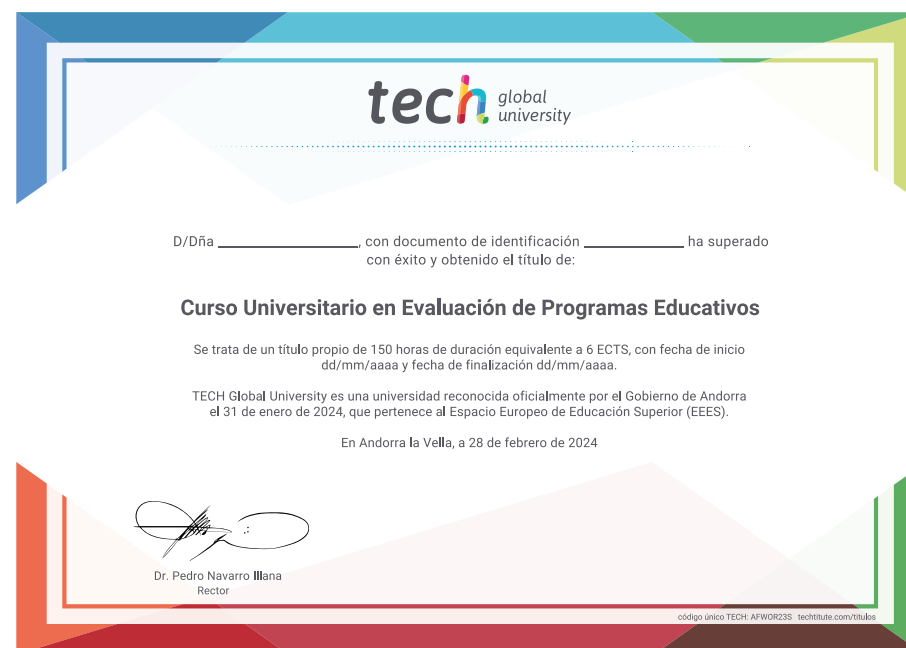 tech global university
D/Dña ______________, con documento de identificación __________ ha superado
con éxito y obtenido el título de:
Curso Universitario en Evaluación de Programas Educativos
Se trata de un título propio de 150 horas de duración equivalente a 6 ECTS, con fecha de inicio
dd/mm/aaaa y fecha de finalización dd/mm/aaaa.
TECH Global University es una universidad reconocida oficialmente por el Gobierno de Andorra
el 31 de enero de 2024, que pertenece al Espacio Europeo de Educación Superior (EEES).
En Andorra la Vella, a 28 de febrero de 2024
Dr. Pedro Navarro Illana
Rector
código único TECH: AFWOR23S techtitute.com/titulos